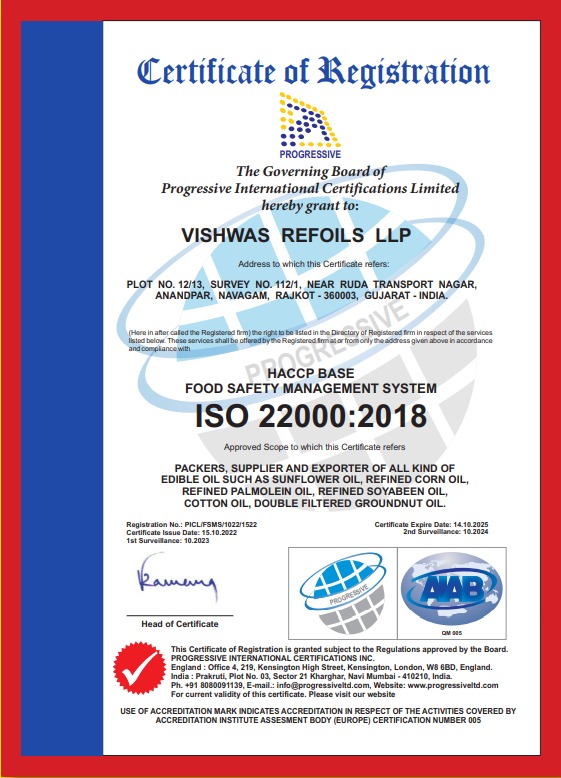 Certificate of Registration
PROGRESSIVE
The Governing Board of
Progressive International Certifications Limited
hereby grant to:
VISHWAS REFOILS LLP
Address to which this Certificate refers:
PLOT NO. 12/13, SURVEY NO. 112/1, NEAR RUDA TRANSPORT NAGAR,
ANANDPAR, NAVAGAM, RAJKOT - 360003, GUJARAT - INDIA.
(Here in after called the Registered firm) the right to be listed in the Directory of Registered firm in respect of the services
listed below. These services shall be offered by the Registered firm at or from only the address given above in accordance
and compliance with
PROGRESSIVE
HACCP BASE
FOOD SAFETY MANAGEMENT SYSTEM
ISO 22000:2018
Approved Scope to which this Certificate refers
PACKERS, SUPPLIER AND EXPORTER OF ALL KIND OF
EDIBLE OIL SUCH AS SUNFLOWER OIL, REFINED CORN OIL,
REFINED PALMOLEIN OIL, REFINED SOYABEEN OIL,
COTTON OIL, DOUBLE FILTERED GROUNDNUT OIL.
Registration No.: PICL/FSMS/1022/1522
Certificate Issue Date: 15.10.2022
1st Surveillance: 10.2023
Certificate Expire Date: 14.10.2025
2nd Surveillance: 10.2024
Head of Certificate
PROGRESSIVE
AIAB
QM 005
This Certificate of Registration is granted subject to the Regulations approved by the Board.
PROGRESSIVE INTERNATIONAL CERTIFICATIONS INC.
England : Office 4, 219, Kensington High Street, Kensington, London, W8 6BD, England.
India : Prakruti, Plot No. 03, Sector 21 Kharghar, Navi Mumbai - 410210, India.
Ph. +91 8080091139, E-mail.: info@progressiveltd.com, Website: www.progressiveltd.com
For current validity of this certificate. Please visit our website
USE OF ACCREDITATION MARK INDICATES ACCREDITATION IN RESPECT OF THE ACTIVITIES COVERED BY
ACCREDITATION INSTITUTE ASSESMENT BODY (EUROPE) CERTIFICATION NUMBER 005